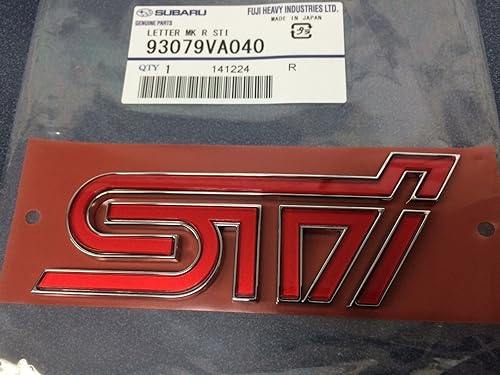 SUBARU FUJI HEAVY INDUSTRIES LTD.
GENUINE PARTS MADE IN JAPAN
LETTER MK R STI
93079VA040
QTY 1 141224 R
STi